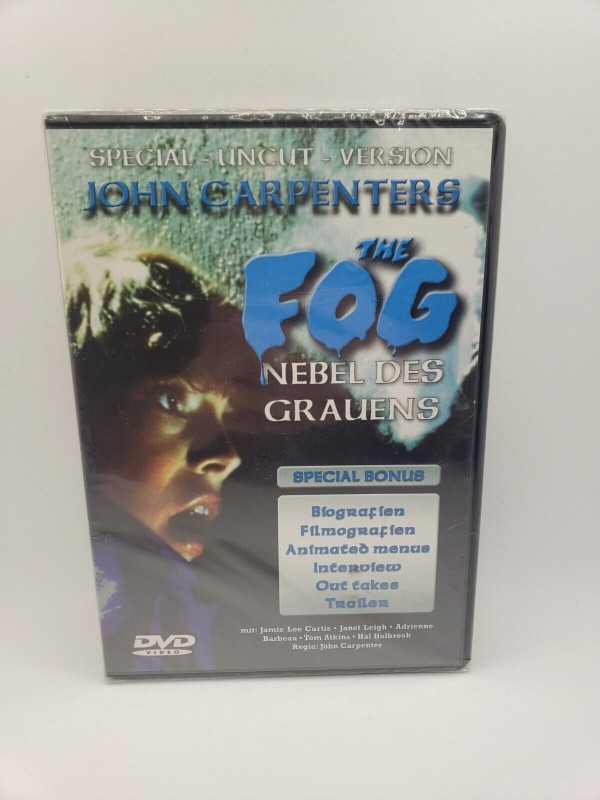 SPECIAL - UNCUT - VERSION
JOHN CARPENTERS
THE
FOG
NEBEL DES
GRAUENS
SPECIAL BONUS
Biografien
Filmografien
Animated menus
Interview
Out takes
Trailer
mit: Jamie Lee Curtis • Janet Leigh • Adrienne
Barbeau • Tom Atkins • Hal Holbrook
Regie: John Carpenter
DVD
VIDEO